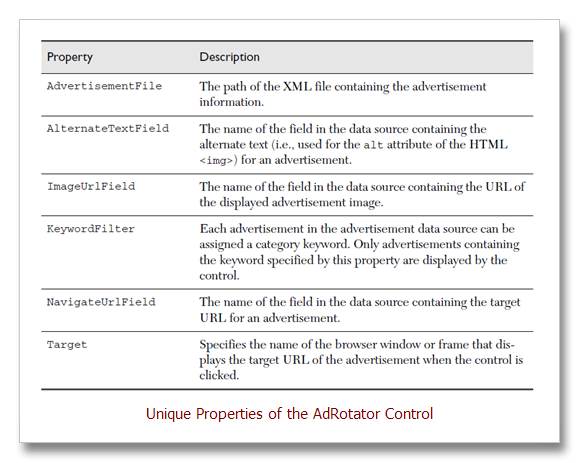 Property Description
AdvertisementFile The path of the XML file containing the advertisement
information.
AlternateTextField The name of the field in the data source containing the
alternate text (i.e., used for the alt attribute of the HTML
<img>) for an advertisement.
ImageUrlField The name of the field in the data source containing the URL of
the displayed advertisement image.
KeywordFilter Each advertisement in the advertisement data source can be
assigned a category keyword. Only advertisements containing
the keyword specified by this property are displayed by the
control.
NavigateUrlField The name of the field in the data source containing the target
URL for an advertisement.
Target Specifies the name of the browser window or frame that dis-
plays the target URL of the advertisement when the control is
clicked.
Unique Properties of the AdRotator Control